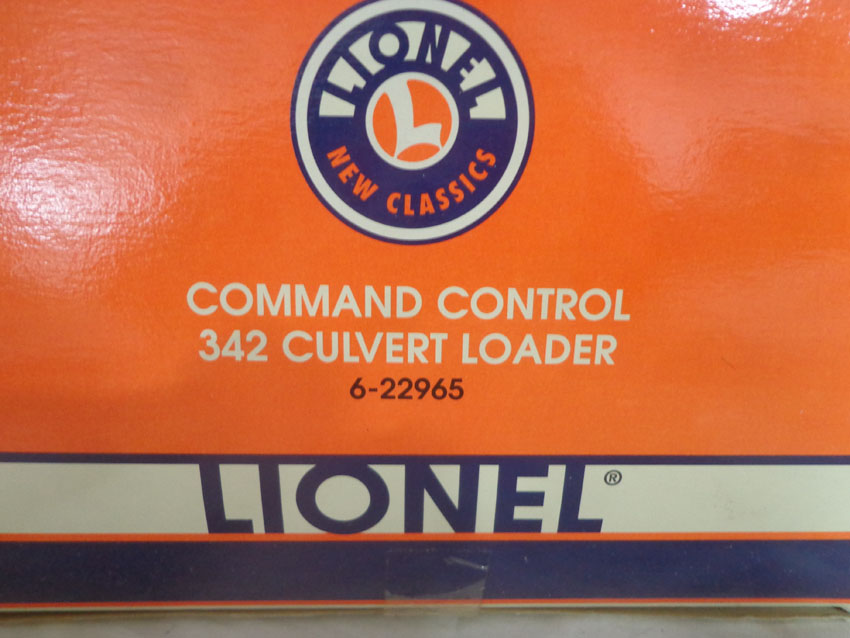 LIONEL
L
NEW CLASSICS
COMMAND CONTROL
342 CULVERT LOADER
6-22965
LIONEL®